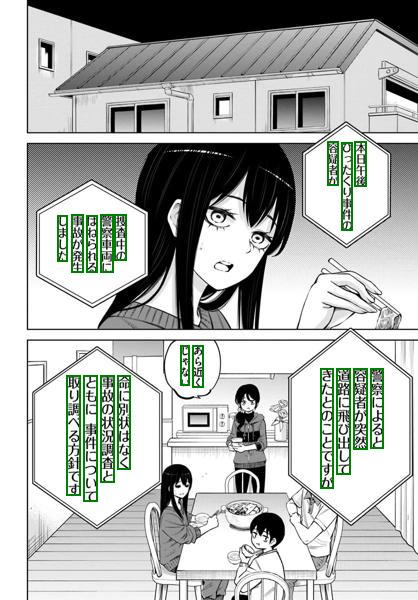 本日午後
ひったくり事件の
容疑者が
捜査中の
警察車両に
はねられる
事故が発生
しました
あら近く
じゃない
警察によると
容疑者が突然
道路に飛び出して
きたとのことですが
命に別状はなく
事故の状況調査と
ともに 事件について
取り調べる方針です